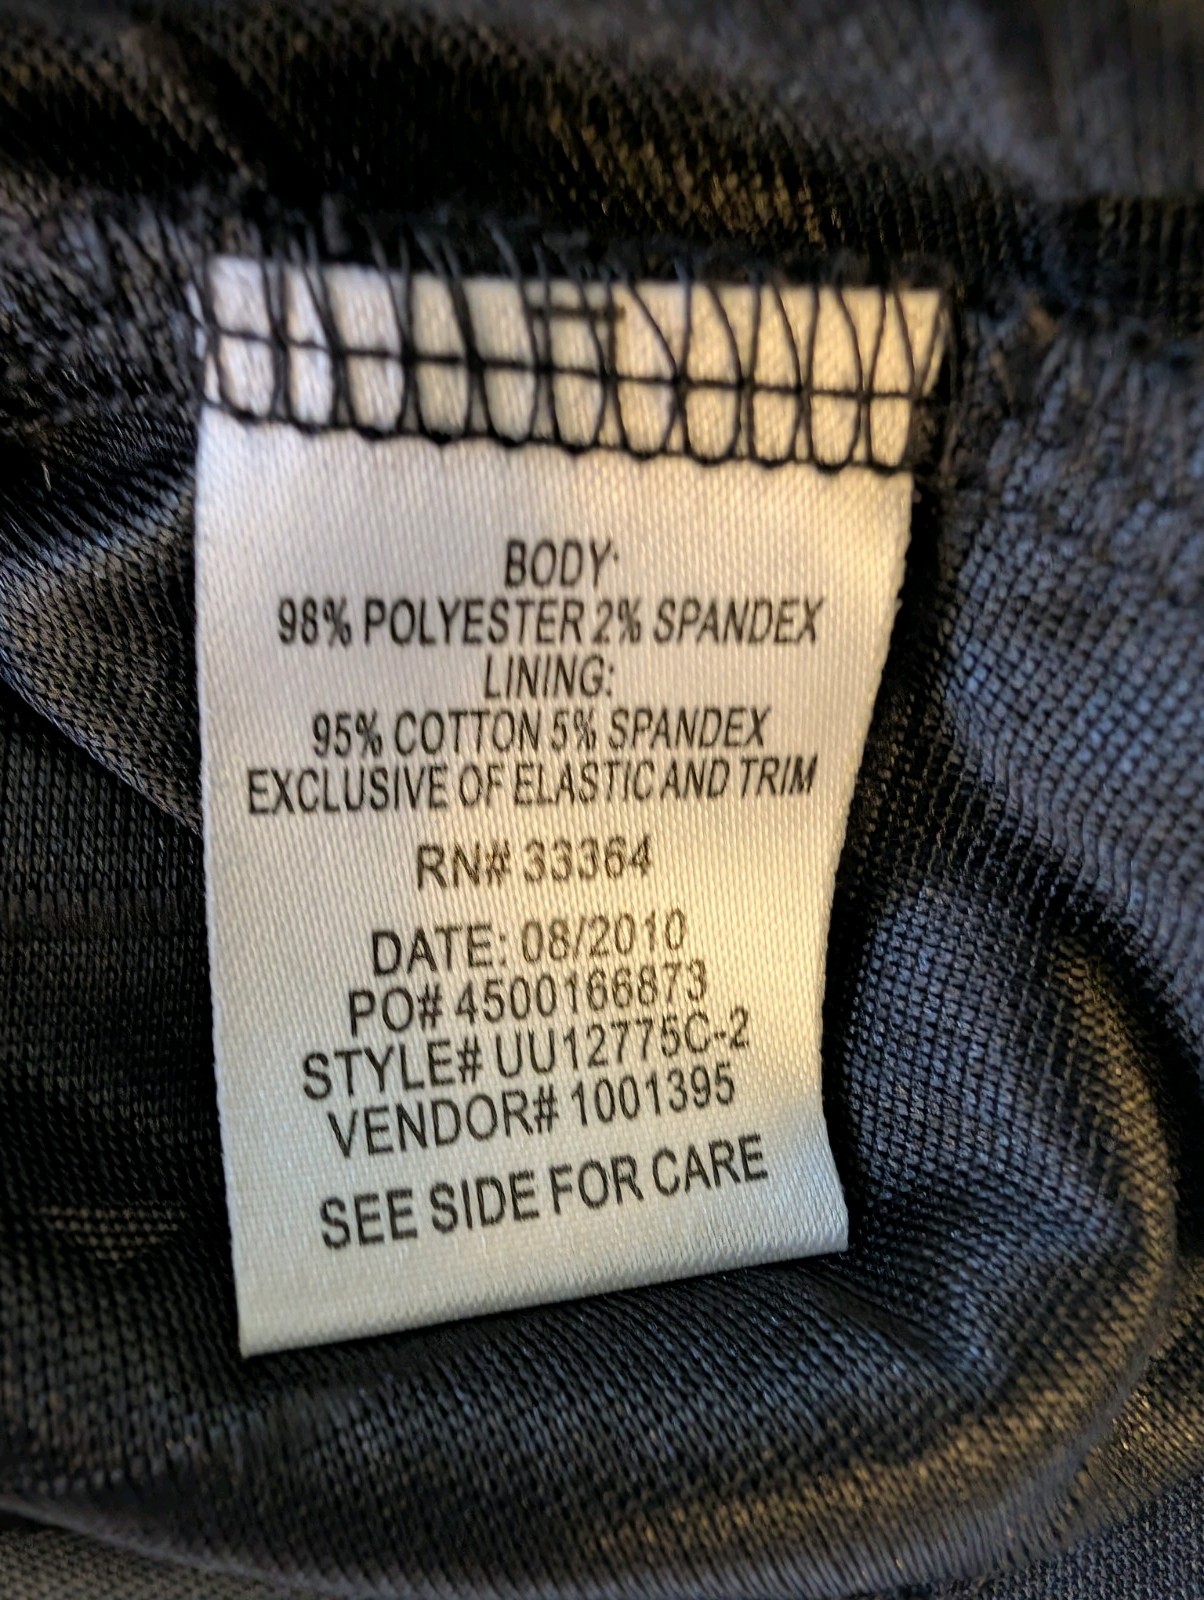 BODY:
98% POLYESTER 2% SPANDEX
LINING:
95% COTTON 5% SPANDEX
EXCLUSIVE OF ELASTIC AND TRIM
RN# 33364
DATE: 08/2010
PO# 4500166873
STYLE# UU12775C-2
VENDOR# 1001395
SEE SIDE FOR CARE